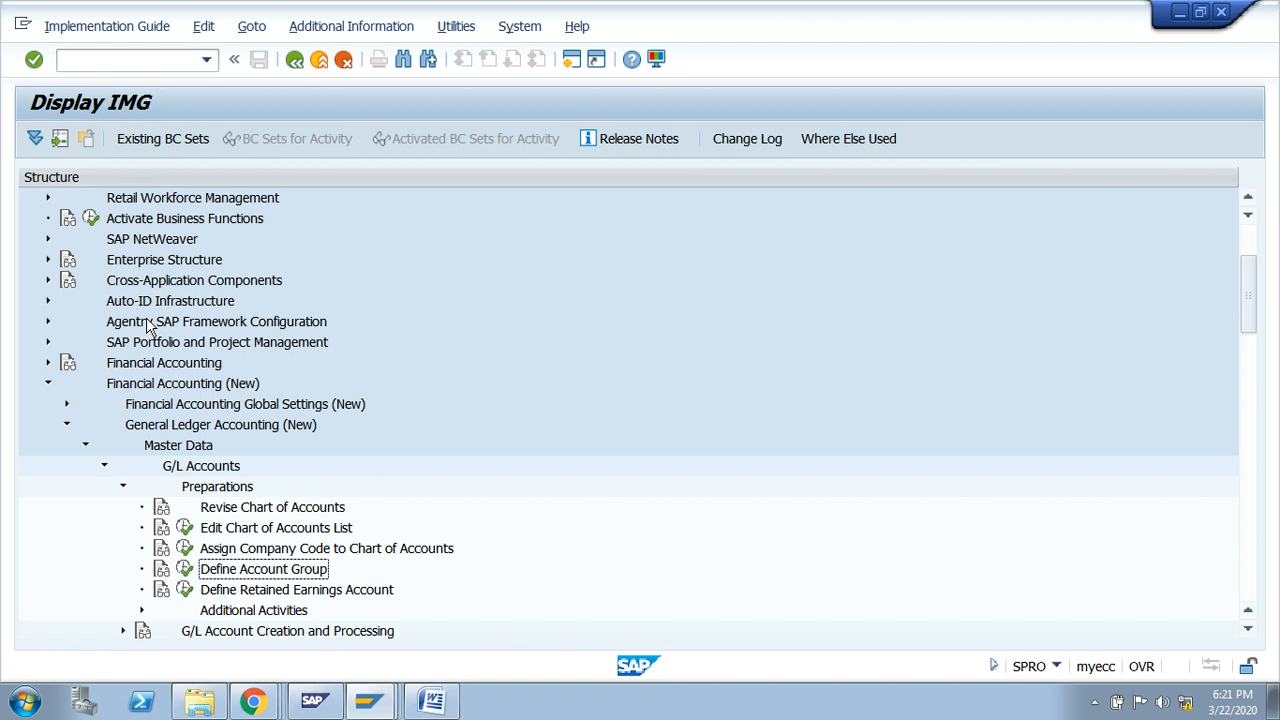 Implementation Guide Edit Goto Additional Information Utilities System Help
Display IMG
Existing BC Sets BC Sets for Activity Activated BC Sets for Activity Release Notes Change Log Where Else Used
Structure
Retail Workforce Management
Activate Business Functions
SAP NetWeaver
Enterprise Structure
Cross-Application Components
Auto-ID Infrastructure
Agentry SAP Framework Configuration
SAP Portfolio and Project Management
Financial Accounting
Financial Accounting (New)
Financial Accounting Global Settings (New)
General Ledger Accounting (New)
Master Data
G/L Accounts
Preparations
Revise Chart of Accounts
Edit Chart of Accounts List
Assign Company Code to Chart of Accounts
Define Account Group
Define Retained Earnings Account
Additional Activities
G/L Account Creation and Processing
SAP SPRO myecc OVR
SAP 6:21 PM
3/22/2020